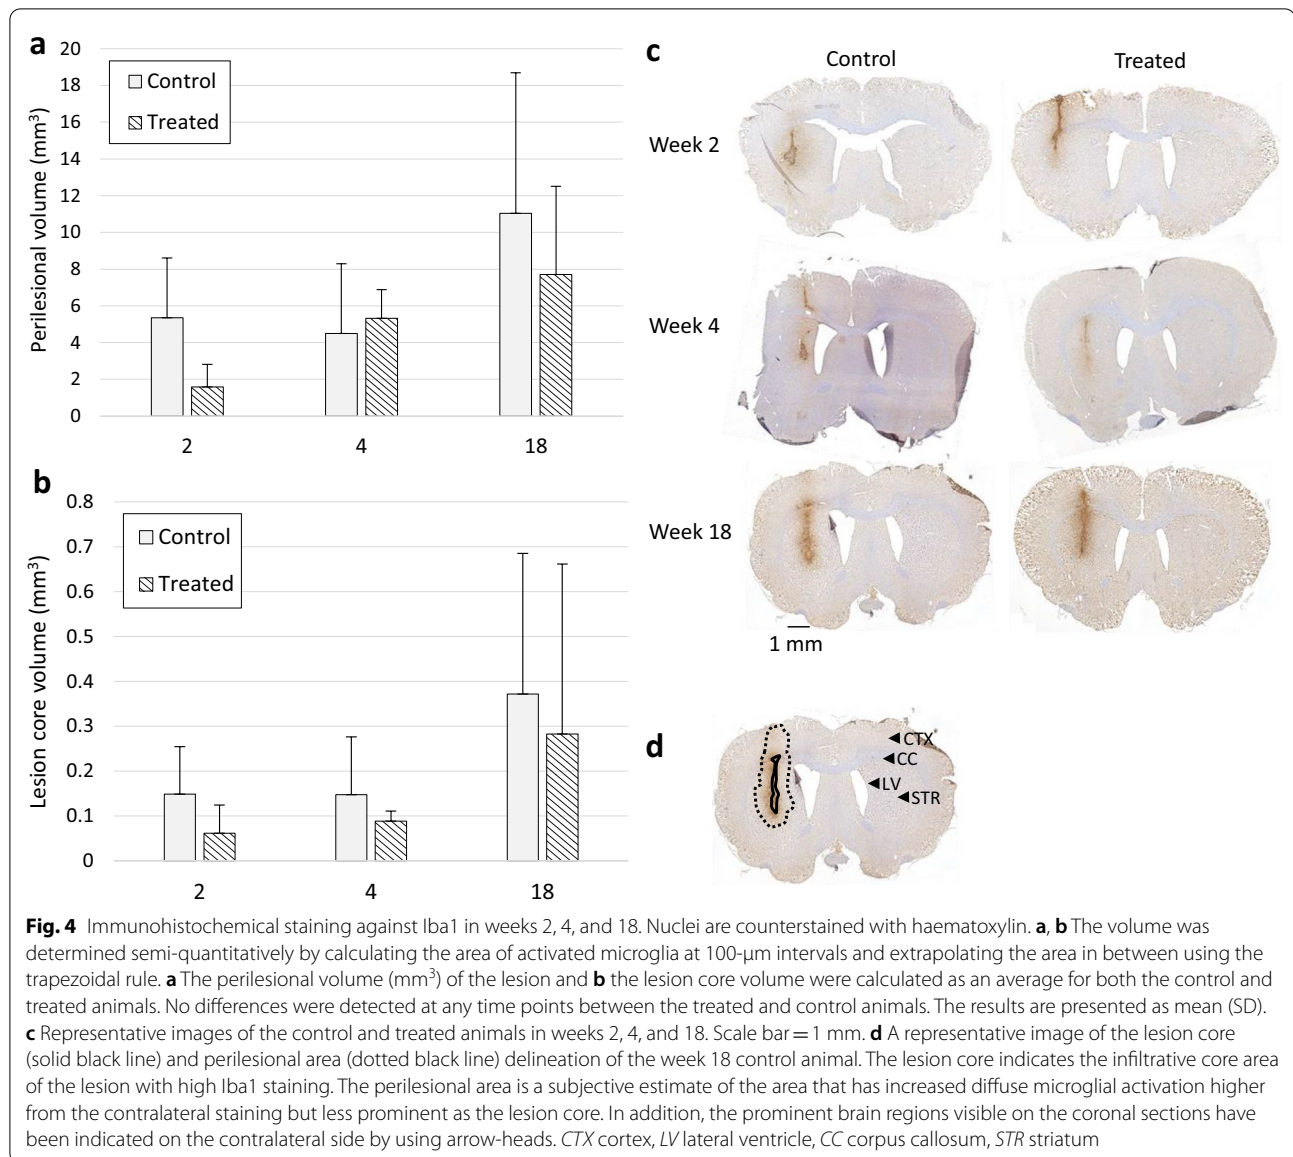 a
20
18
16
14
12
10
8
6
4
2
0
Perilesional volume (mm³)
Control
Treated
2 4 18
b
0.8
0.7
0.6
0.5
0.4
0.3
0.2
0.1
0
Lesion core volume (mm³)
Control
Treated
2 4 18
c
Control Treated
Week 2
Week 4
Week 18
1 mm
d
CTX
CC
LV
STR
Fig. 4 Immunohistochemical staining against Iba1 in weeks 2, 4, and 18. Nuclei are counterstained with haematoxylin. a, b The volume was
determined semi-quantitatively by calculating the area of activated microglia at 100-µm intervals and extrapolating the area in between using the
trapezoidal rule. a The perilesional volume (mm³) of the lesion and b the lesion core volume were calculated as an average for both the control and
treated animals. No differences were detected at any time points between the treated and control animals. The results are presented as mean (SD).
c Representative images of the control and treated animals in weeks 2, 4, and 18. Scale bar = 1 mm. d A representative image of the lesion core
(solid black line) and perilesional area (dotted black line) delineation of the week 18 control animal. The lesion core indicates the infiltrative core area
of the lesion with high Iba1 staining. The perilesional area is a subjective estimate of the area that has increased diffuse microglial activation higher
from the contralateral staining but less prominent as the lesion core. In addition, the prominent brain regions visible on the coronal sections have
been indicated on the contralateral side by using arrow-heads. CTX cortex, LV lateral ventricle, CC corpus callosum, STR striatum